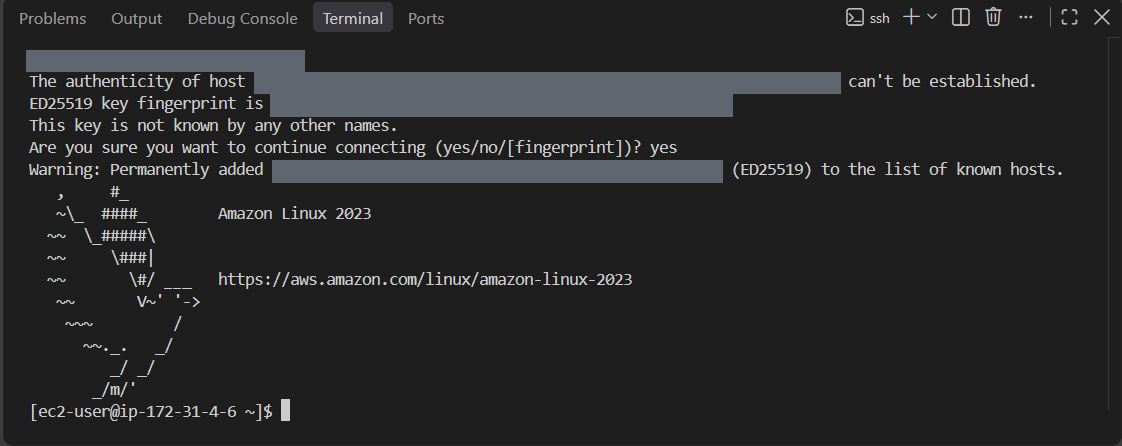 Problems Output Debug Console Terminal Ports ssh
The authenticity of host can't be established.
ED25519 key fingerprint is
This key is not known by any other names.
Are you sure you want to continue connecting (yes/no/[fingerprint])? yes
Warning: Permanently added (ED25519) to the list of known hosts.
   ,     #_
   ~\_  ####_        Amazon Linux 2023
  ~~  \_#####\
  ~~     \###|
  ~~       \#/ ___   https://aws.amazon.com/linux/amazon-linux-2023
   ~~       V~' '->
    ~~~         /
      ~~._.   _/
         _/ _/
       _/m/'
[ec2-user@ip-172-31-4-6 ~]$